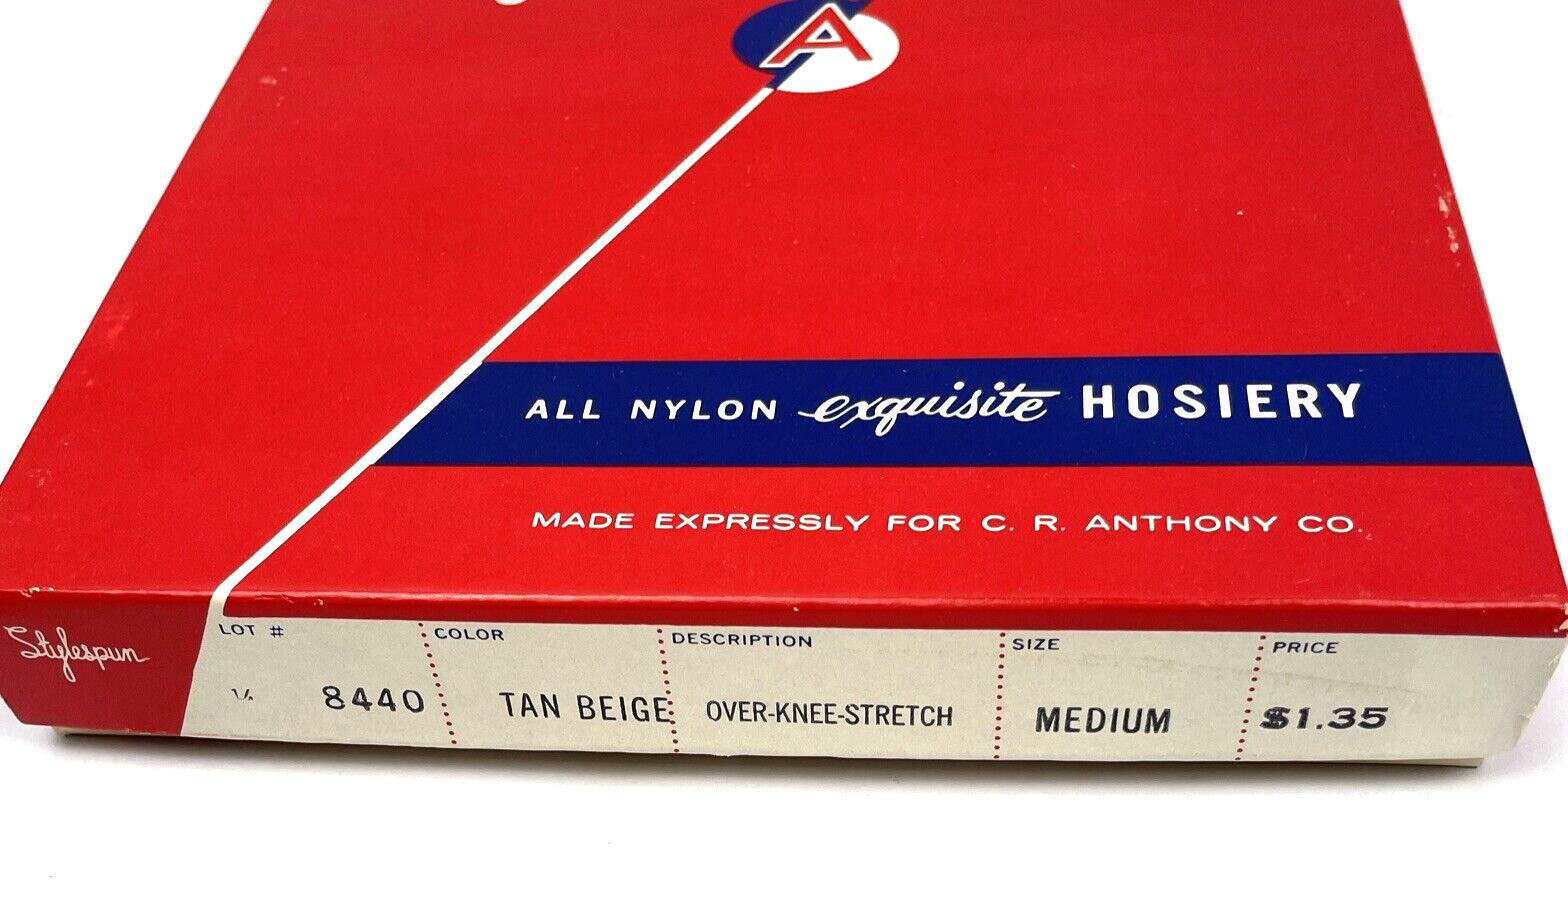 A
ALL NYLON exquisite HOSIERY
MADE EXPRESSLY FOR C. R. ANTHONY CO.
Stylespun
LOT # COLOR DESCRIPTION SIZE PRICE
8440 TAN BEIGE OVER-KNEE-STRETCH MEDIUM $1.35